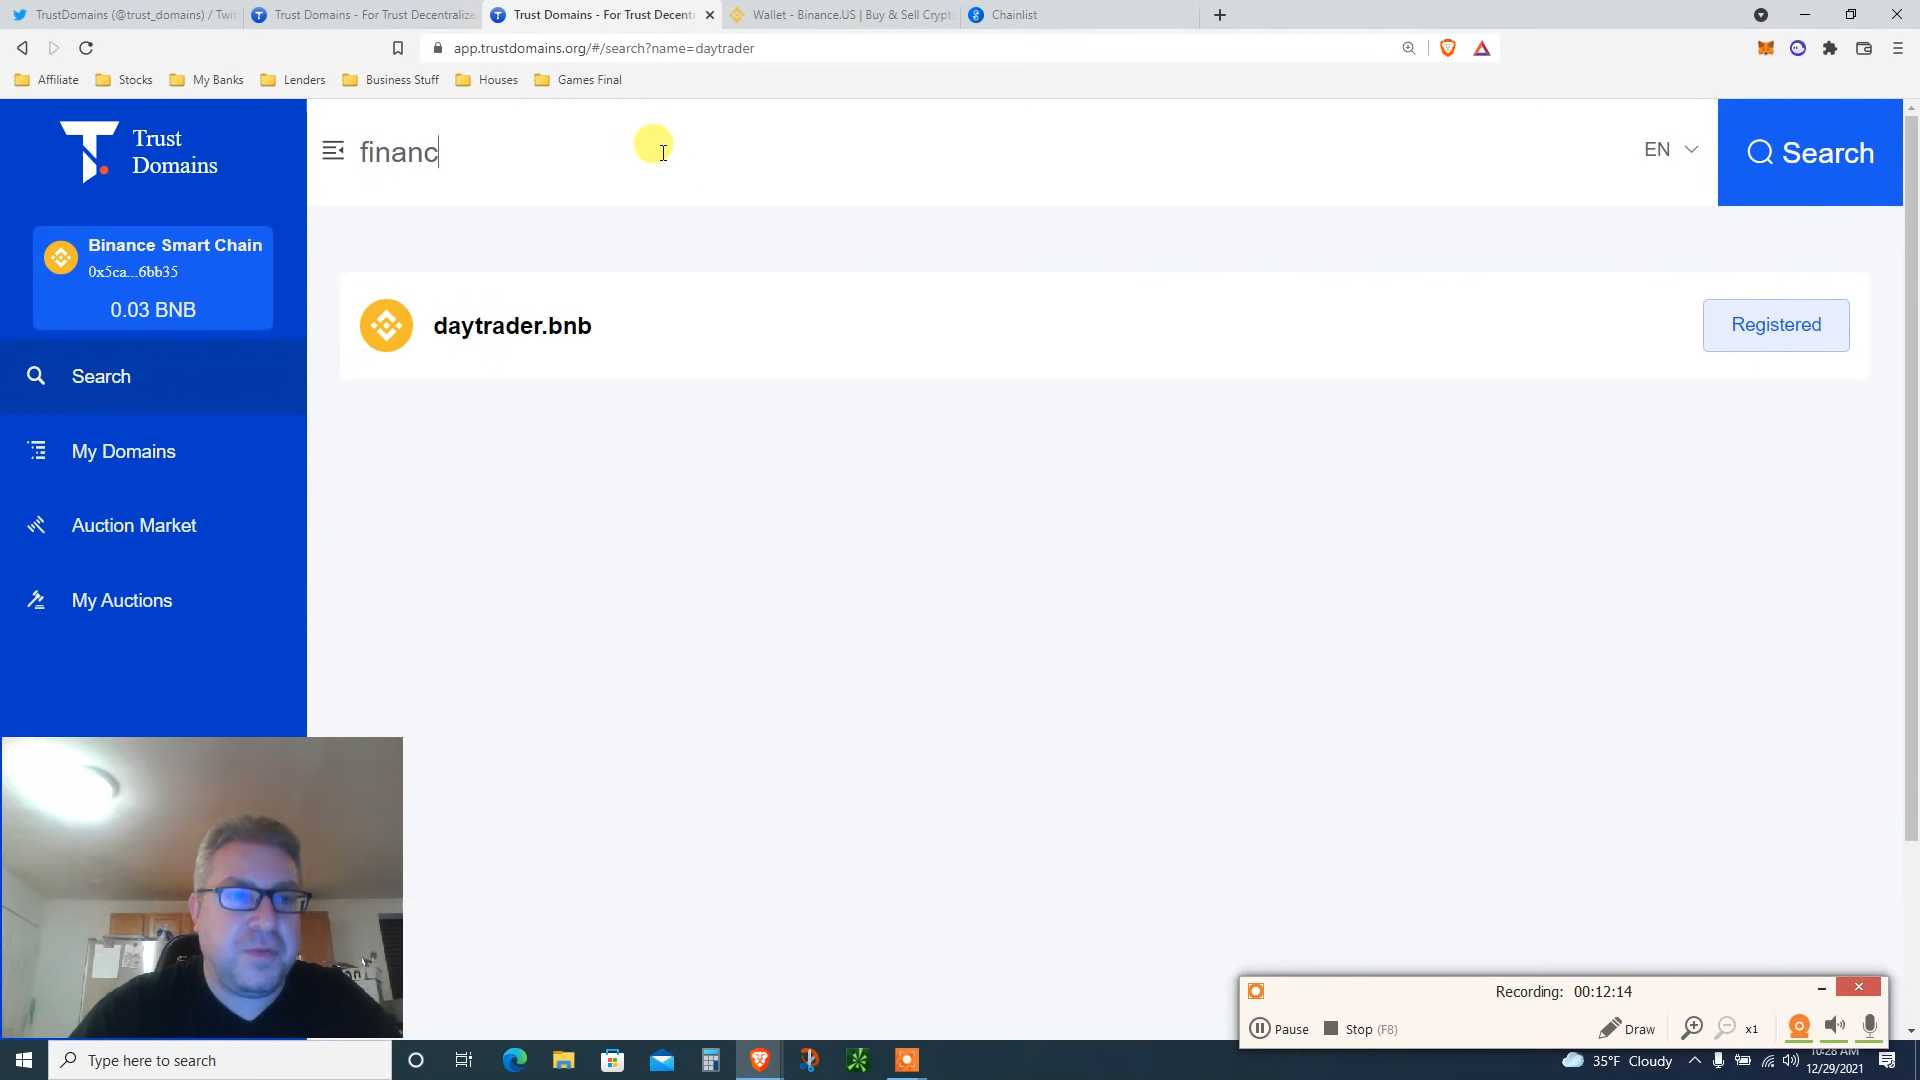 TrustDomains (@trust_domains) / Twit
Trust Domains - For Trust Decentralize
Trust Domains - For Trust Decent
Wallet - Binance.US | Buy & Sell Crypt
Chainlist
app.trustdomains.org/#/search?name=daytrader
Affiliate
Stocks
My Banks
Lenders
Business Stuff
Houses
Games Final
Trust
Domains
financ
EN
Search
Binance Smart Chain
0x5ca...6bb35
0.03 BNB
daytrader.bnb
Registered
Search
My Domains
Auction Market
My Auctions
Recording: 00:12:14
Pause
Stop (F8)
Draw
x1
Type here to search
35°F Cloudy
10:28 AM
12/29/2021